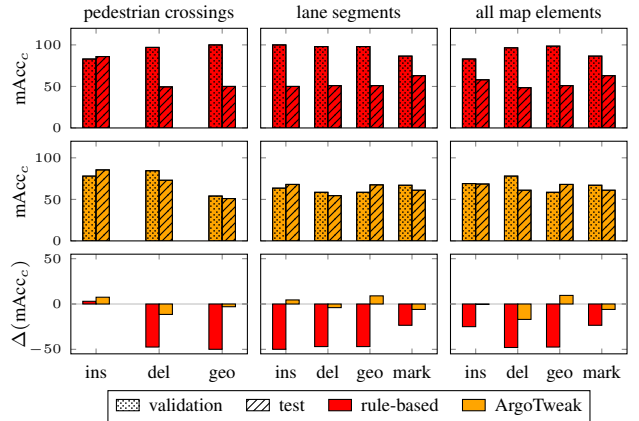 pedestrian crossings lane segments all map elements
mAcc_c
100
50
0
mAcc_c
100
50
0
Δ(mAcc_c)
50
0
−50
ins del geo ins del geo mark ins del geo mark
validation test rule-based ArgoTweak